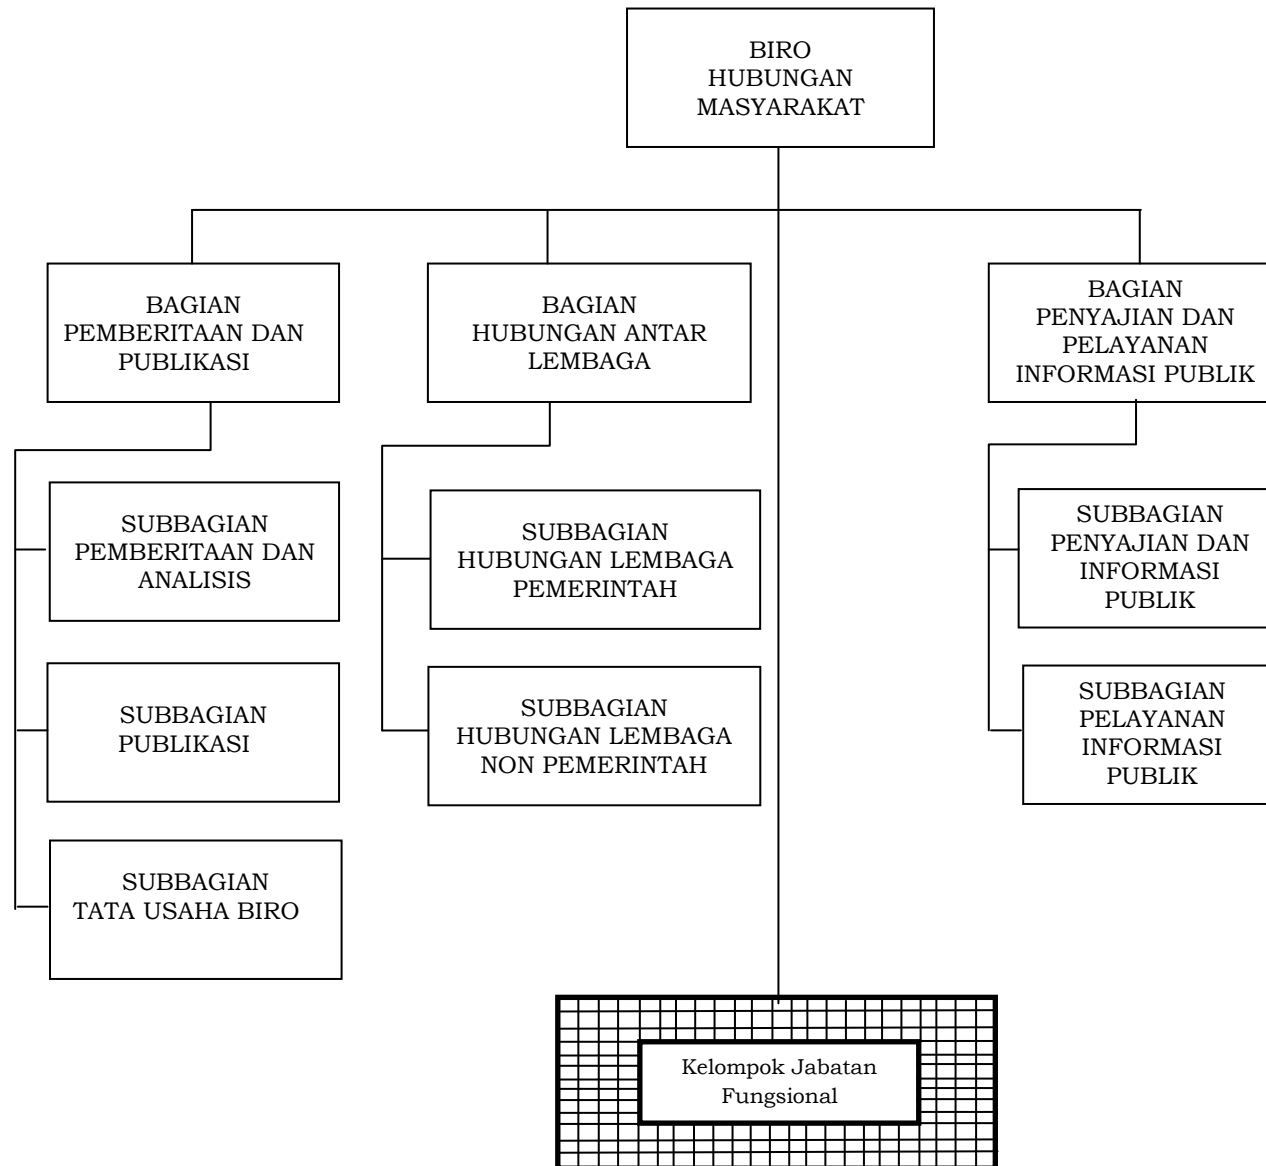 BIRO
HUBUNGAN
MASYARAKAT
BAGIAN
PEMBERITAAN DAN
PUBLIKASI
BAGIAN
HUBUNGAN ANTAR
LEMBAGA
BAGIAN
PENYAJIAN DAN
PELAYANAN
INFORMASI PUBLIK
SUBBAGIAN
PEMBERITAAN DAN
ANALISIS
SUBBAGIAN
HUBUNGAN LEMBAGA
PEMERINTAH
SUBBAGIAN
PENYAJIAN DAN
INFORMASI
PUBLIK
SUBBAGIAN
PUBLIKASI
SUBBAGIAN
HUBUNGAN LEMBAGA
NON PEMERINTAH
SUBBAGIAN
PELAYANAN
INFORMASI
PUBLIK
SUBBAGIAN
TATA USAHA BIRO
Kelompok Jabatan
Fungsional